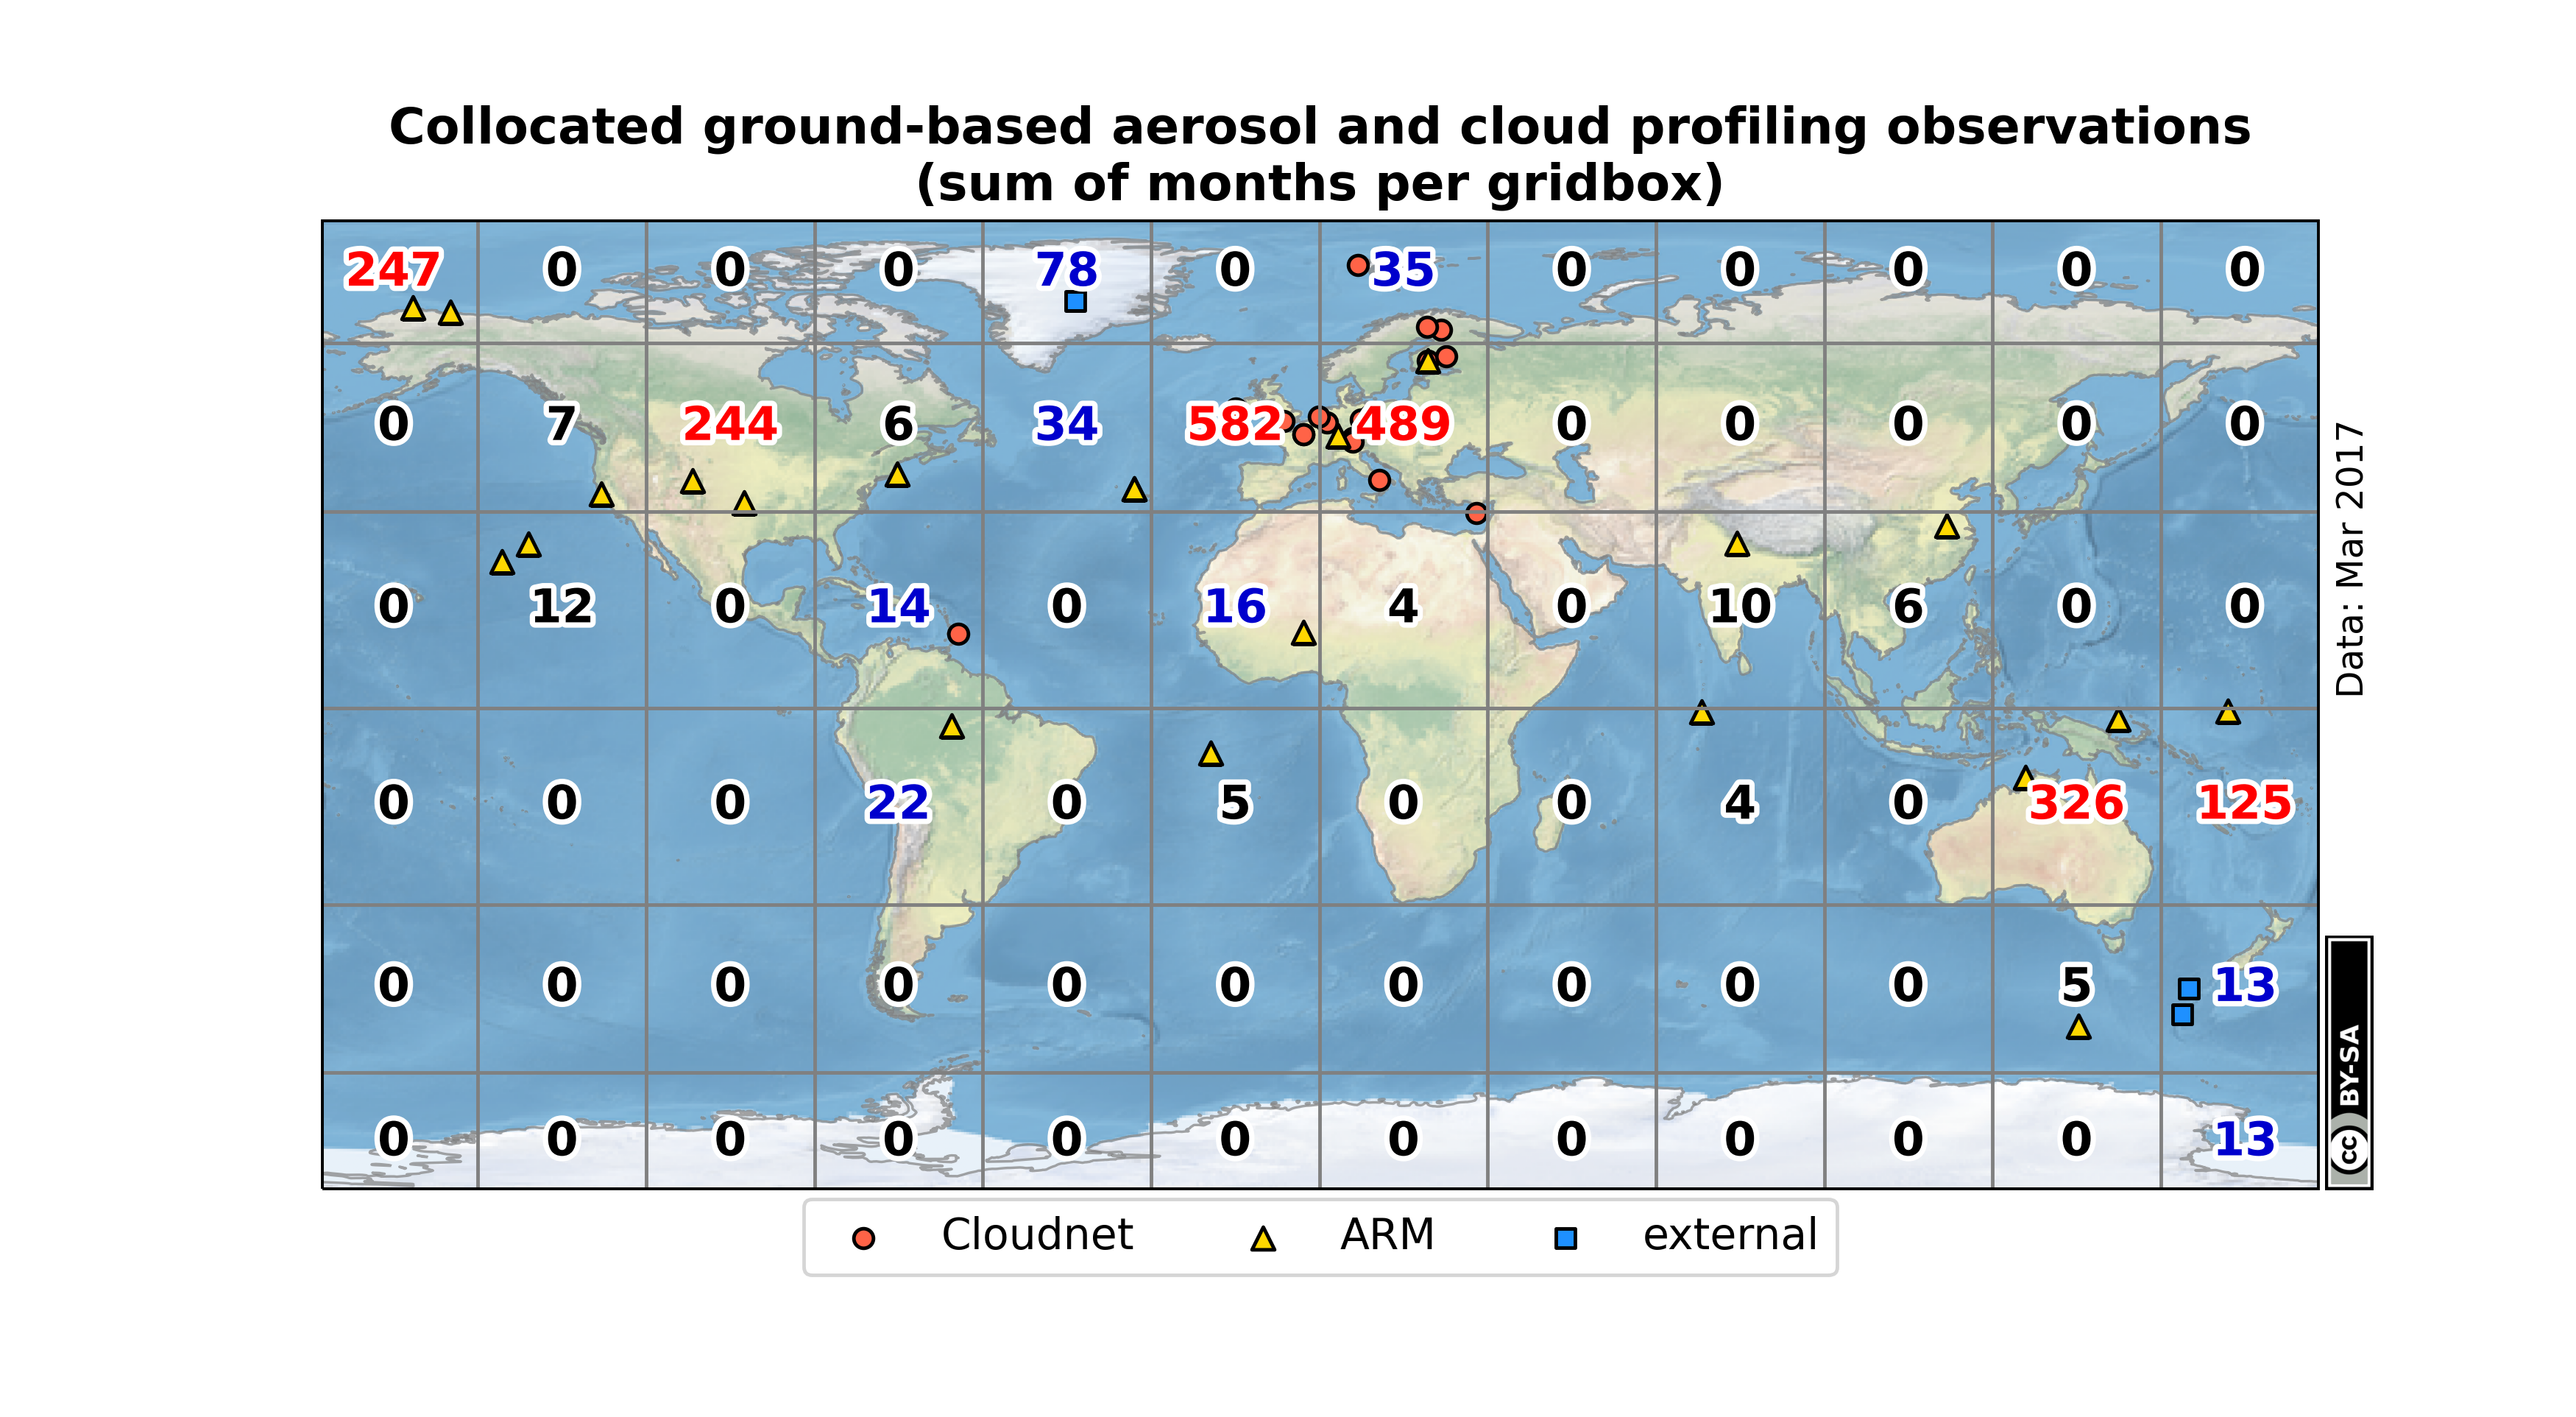 Collocated ground-based aerosol and cloud profiling observations
(sum of months per gridbox)
247 0 0 0 78 0 35 0 0 0 0 0
0 7 244 6 34 582 489 0 0 0 0 0
0 12 0 14 0 16 4 0 10 6 0 0
0 0 0 22 0 5 0 0 4 0 326 125
0 0 0 0 0 0 0 0 0 0 5 13
0 0 0 0 0 0 0 0 0 0 0 13
Data: Mar 2017
cc BY-SA
Cloudnet ARM external